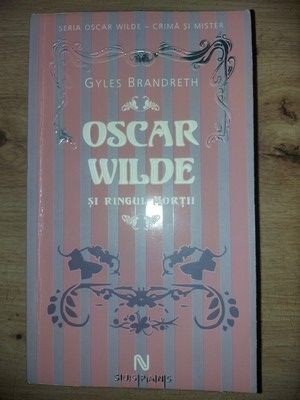 SERIA OSCAR WILDE – CRIMĂ ȘI MISTER
GYLES BRANDRETH
OSCAR
WILDE
ȘI RINGUL MORȚII
N